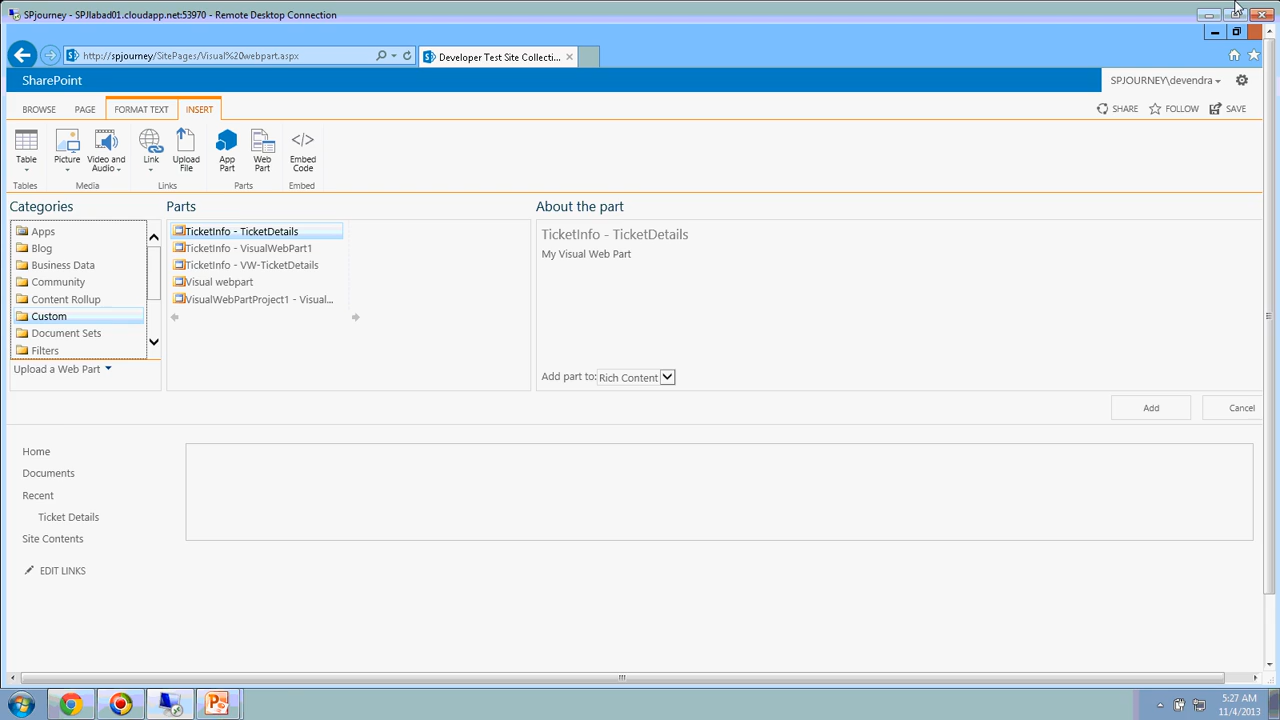 SPjourney - SPJlabad01.cloudapp.net:53970 - Remote Desktop Connection
http://spjourney/SitePages/Visual%20webpart.aspx
Developer Test Site Collecti...
SharePoint
SPJOURNEY\devendra
BROWSE PAGE FORMAT TEXT INSERT
SHARE FOLLOW SAVE
Table Picture Video and Audio Link Upload File App Part Web Part Embed Code
Tables Media Links Parts Embed
Categories
Apps
Blog
Business Data
Community
Content Rollup
Custom
Document Sets
Filters
Upload a Web Part
Parts
TicketInfo - TicketDetails
TicketInfo - VisualWebPart1
TicketInfo - VW-TicketDetails
Visual webpart
VisualWebPartProject1 - Visual...
About the part
TicketInfo - TicketDetails
My Visual Web Part
Add part to: Rich Content
Add Cancel
Home
Documents
Recent
Ticket Details
Site Contents
EDIT LINKS
5:27 AM
11/4/2013